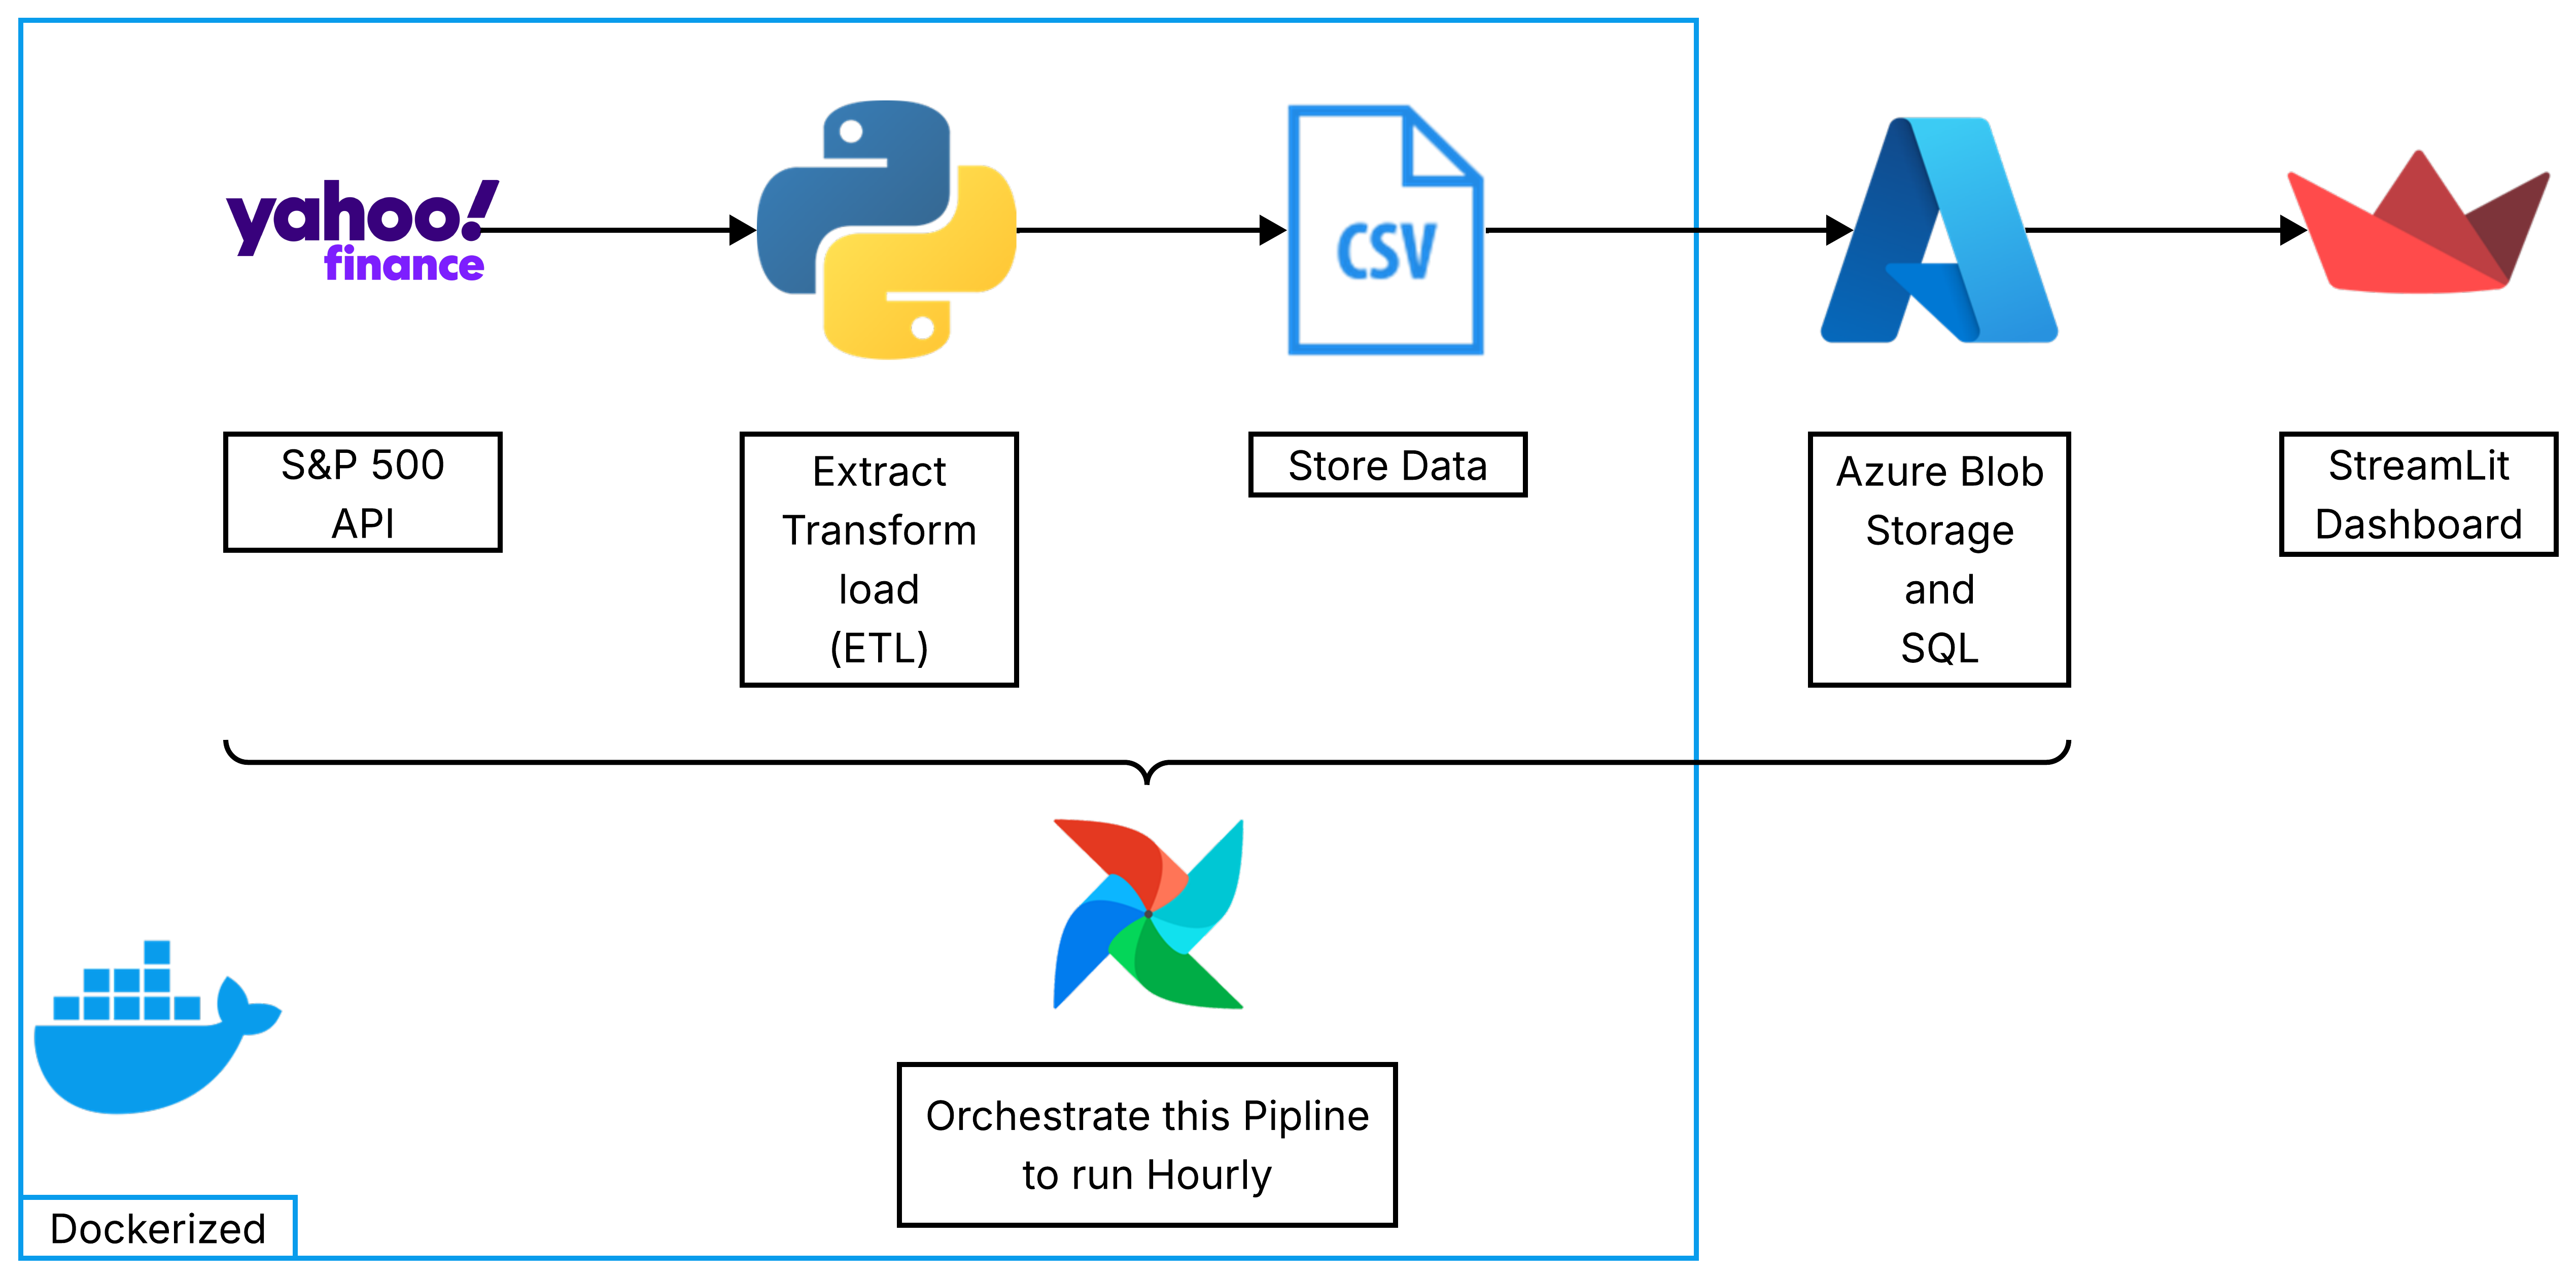 yahoo!
finance
CSV
S&P 500
API
Extract
Transform
load
(ETL)
Store Data
Azure Blob
Storage
and
SQL
StreamLit
Dashboard
Orchestrate this Pipline
to run Hourly
Dockerized